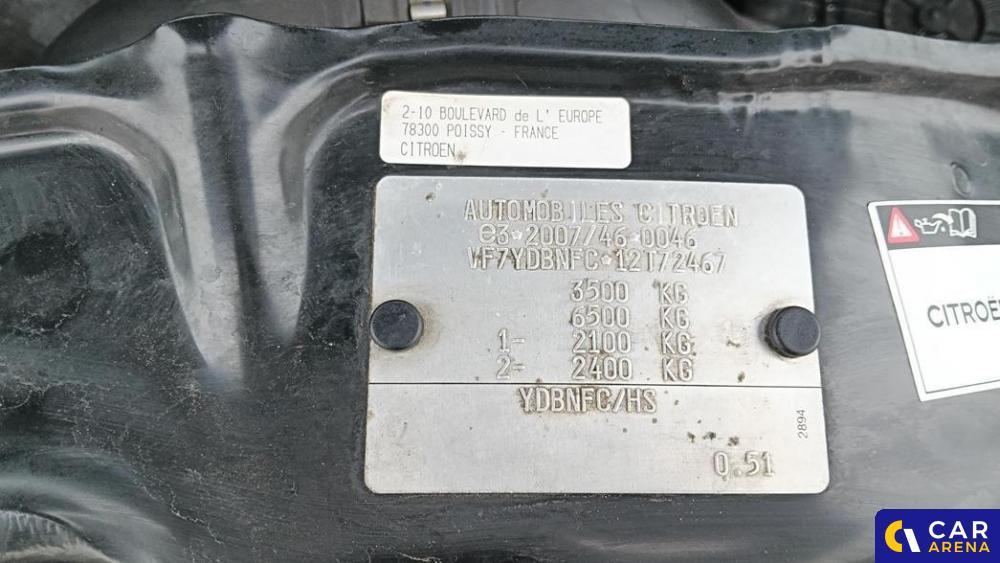 2-10 BOULEVARD de L' EUROPE
78300 POISSY - FRANCE
CITROEN
AUTOMOBILES CITROEN
e3*2007/46*0046
VF7YDBNFC*12T72467
3500 KG
6500 KG
1- 2100 KG
2- 2400 KG
YDBNFC/HS
2894
0.51
CITROË
CAR
ARENA